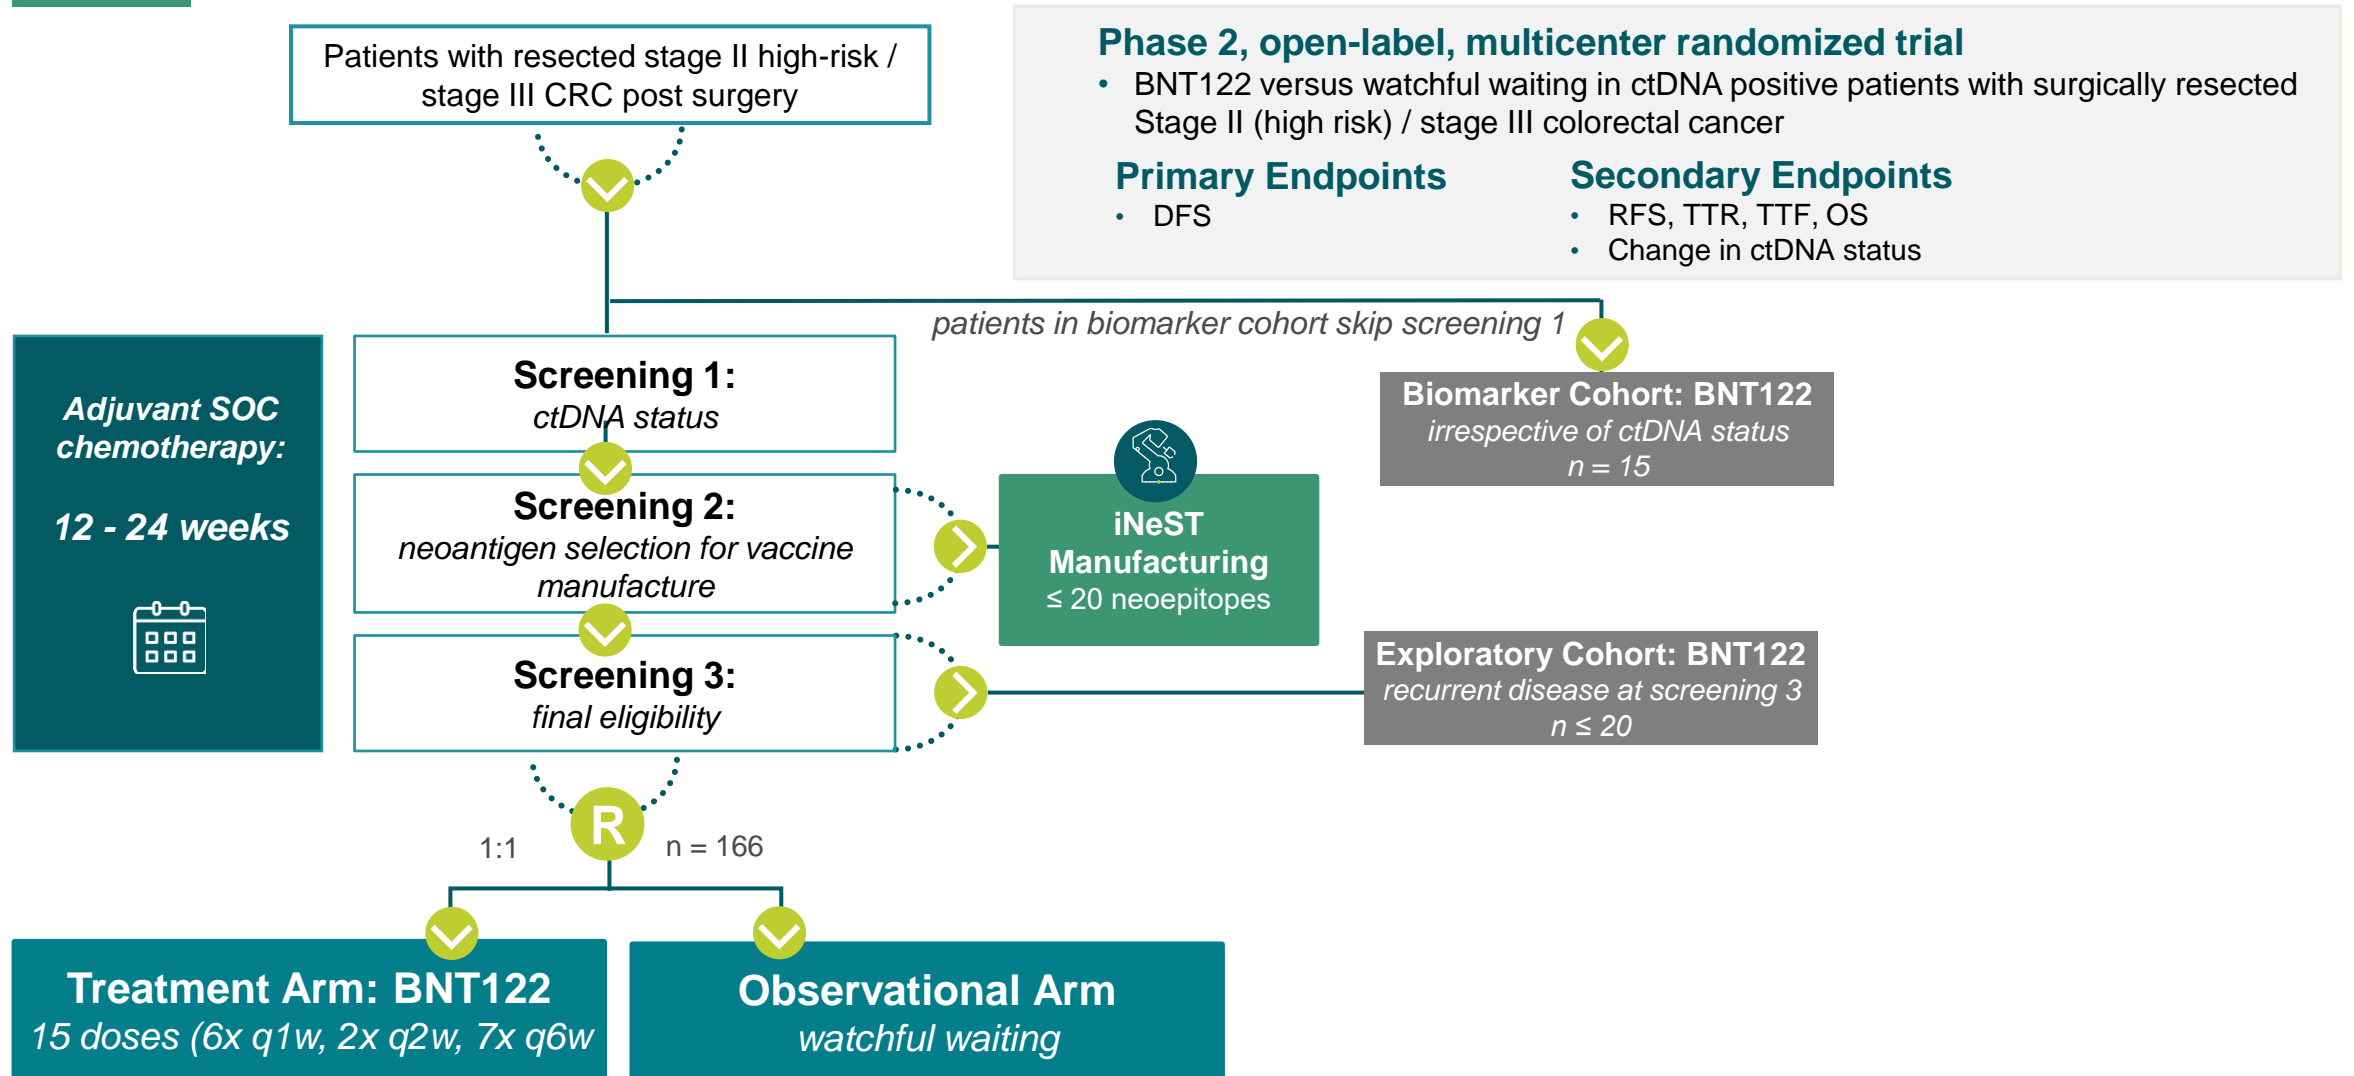 Patients with resected stage II high-risk /
stage III CRC post surgery
Phase 2, open-label, multicenter randomized trial
• BNT122 versus watchful waiting in ctDNA positive patients with surgically resected
Stage II (high risk) / stage III colorectal cancer
Primary Endpoints
• DFS
Secondary Endpoints
• RFS, TTR, TTF, OS
• Change in ctDNA status
patients in biomarker cohort skip screening 1
Adjuvant SOC
chemotherapy:
12 - 24 weeks
Screening 1:
ctDNA status
Biomarker Cohort: BNT122
irrespective of ctDNA status
n = 15
Screening 2:
neoantigen selection for vaccine
manufacture
iNeST
Manufacturing
≤ 20 neoepitopes
Screening 3:
final eligibility
Exploratory Cohort: BNT122
recurrent disease at screening 3
n ≤ 20
R
1:1
n = 166
Treatment Arm: BNT122
15 doses (6x q1w, 2x q2w, 7x q6w
Observational Arm
watchful waiting